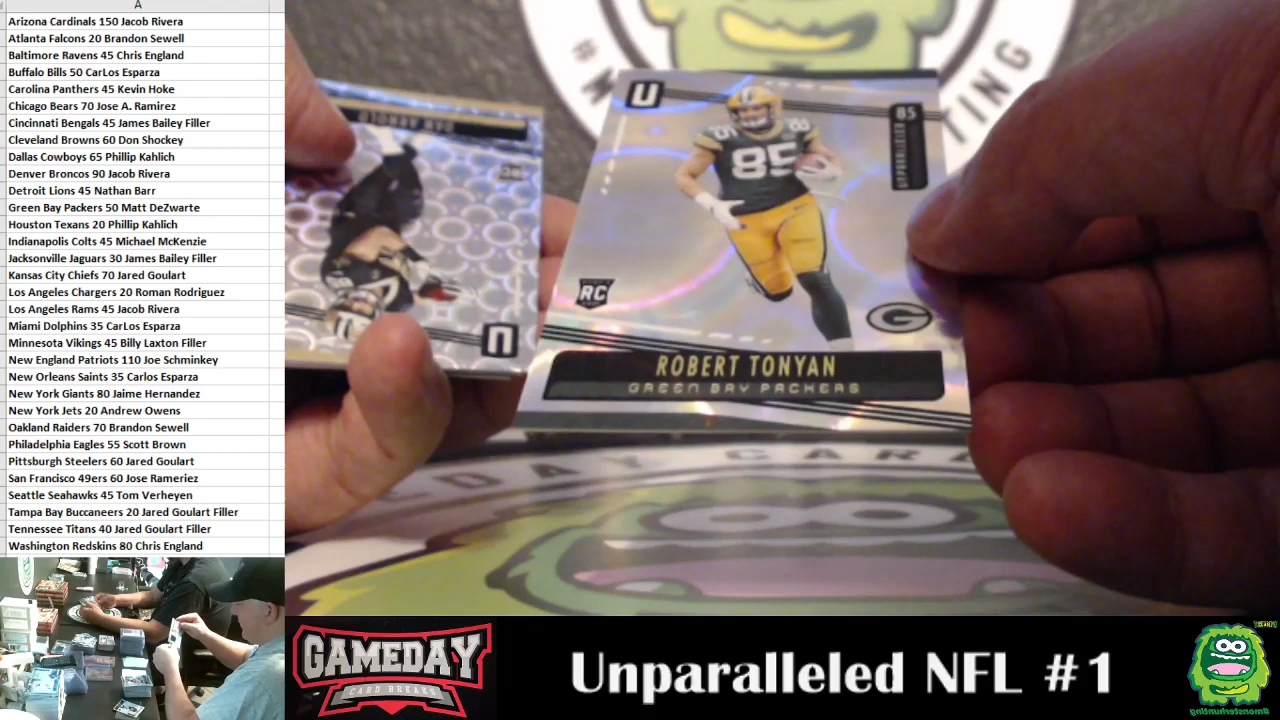 A
Arizona Cardinals 150 Jacob Rivera
Atlanta Falcons 20 Brandon Sewell
Baltimore Ravens 45 Chris England
Buffalo Bills 50 CarLos Esparza
Carolina Panthers 45 Kevin Hoke
Chicago Bears 70 Jose A. Ramirez
Cincinnati Bengals 45 James Bailey Filler
Cleveland Browns 60 Don Shockey
Dallas Cowboys 65 Phillip Kahlich
Denver Broncos 90 Jacob Rivera
Detroit Lions 45 Nathan Barr
Green Bay Packers 50 Matt DeZwarte
Houston Texans 20 Phillip Kahlich
Indianapolis Colts 45 Michael McKenzie
Jacksonville Jaguars 30 James Bailey Filler
Kansas City Chiefs 70 Jared Goulart
Los Angeles Chargers 20 Roman Rodriguez
Los Angeles Rams 45 Jacob Rivera
Miami Dolphins 35 CarLos Esparza
Minnesota Vikings 45 Billy Laxton Filler
New England Patriots 110 Joe Schminkey
New Orleans Saints 35 Carlos Esparza
New York Giants 80 Jaime Hernandez
New York Jets 20 Andrew Owens
Oakland Raiders 70 Brandon Sewell
Philadelphia Eagles 55 Scott Brown
Pittsburgh Steelers 60 Jared Goulart
San Francisco 49ers 60 Jose Rameriez
Seattle Seahawks 45 Tom Verheyen
Tampa Bay Buccaneers 20 Jared Goulart Filler
Tennessee Titans 40 Jared Goulart Filler
Washington Redskins 80 Chris England
U
85
UNPARALLELED
85
85
RC
G
ROBERT TONYAN
GREEN BAY PACKERS
U
DAN ARNOLD
GAMEDAY
CARD BREAKS
Unparalleled NFL #1
#monsterhunting